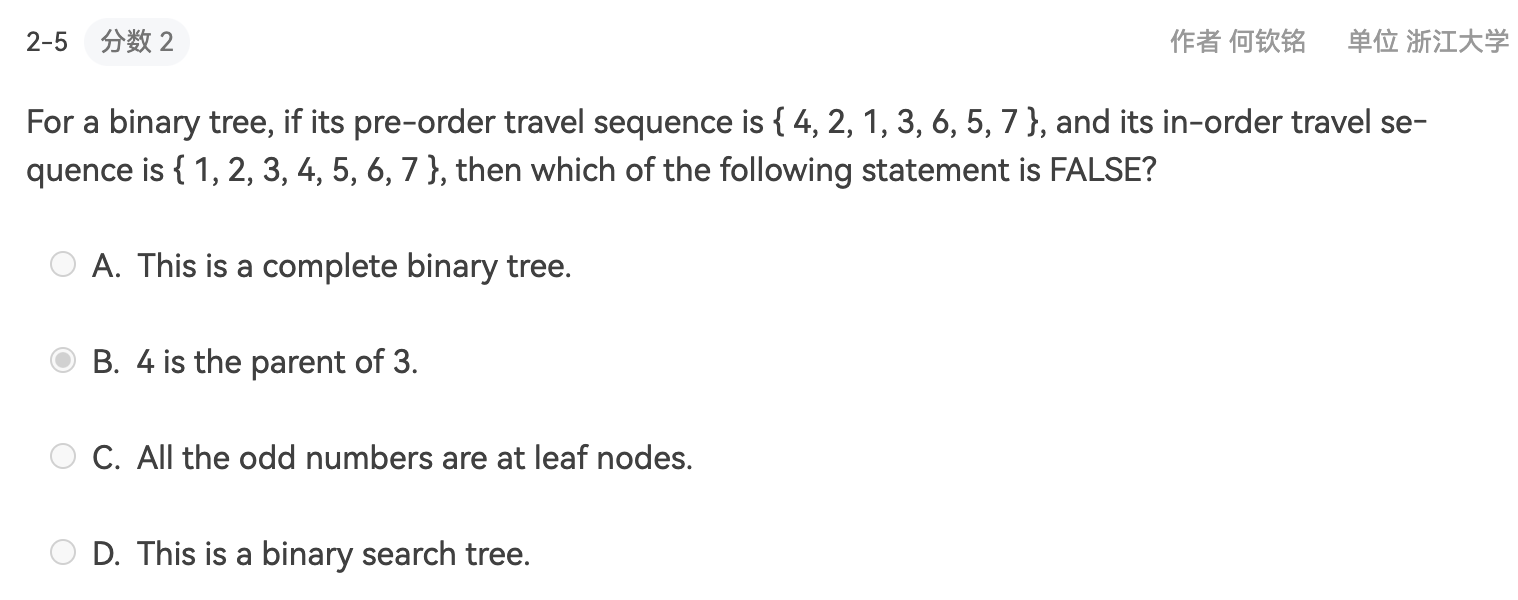 2-5 分数 2 作者 何钦铭 单位 浙江大学
For a binary tree, if its pre-order travel sequence is { 4, 2, 1, 3, 6, 5, 7 }, and its in-order travel se-
quence is { 1, 2, 3, 4, 5, 6, 7 }, then which of the following statement is FALSE?
A. This is a complete binary tree.
B. 4 is the parent of 3.
C. All the odd numbers are at leaf nodes.
D. This is a binary search tree.